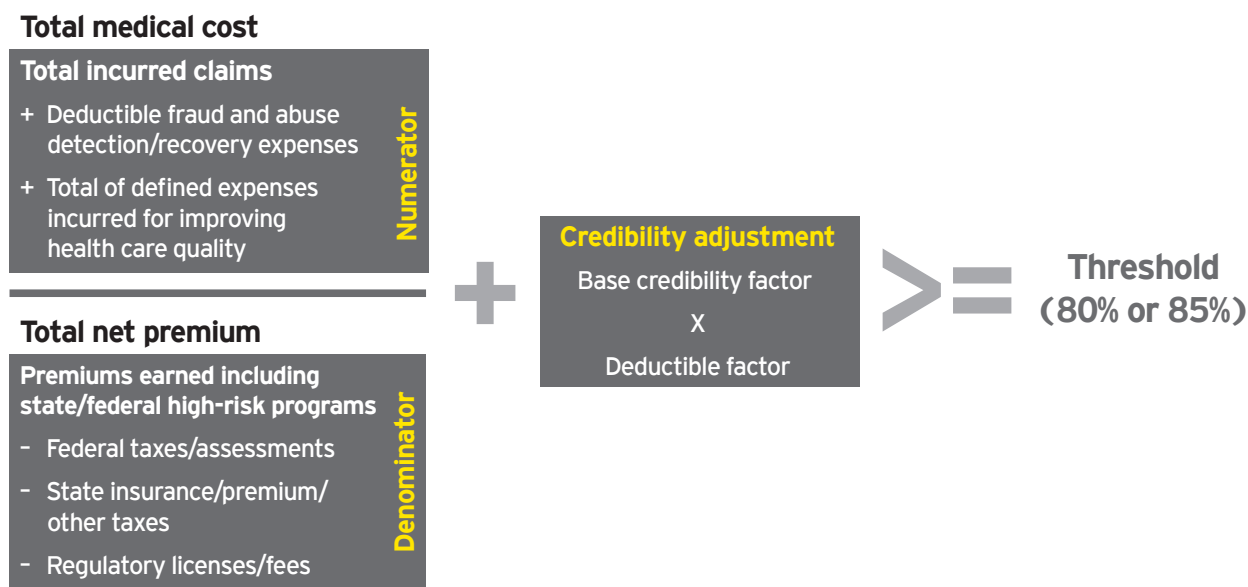 Total medical cost
Total incurred claims
+ Deductible fraud and abuse
detection/recovery expenses
+ Total of defined expenses
incurred for improving
health care quality
Numerator
Total net premium
Premiums earned including
state/federal high-risk programs
– Federal taxes/assessments
– State insurance/premium/
other taxes
– Regulatory licenses/fees
Denominator
+
Credibility adjustment
Base credibility factor
X
Deductible factor
>=
Threshold
(80% or 85%)